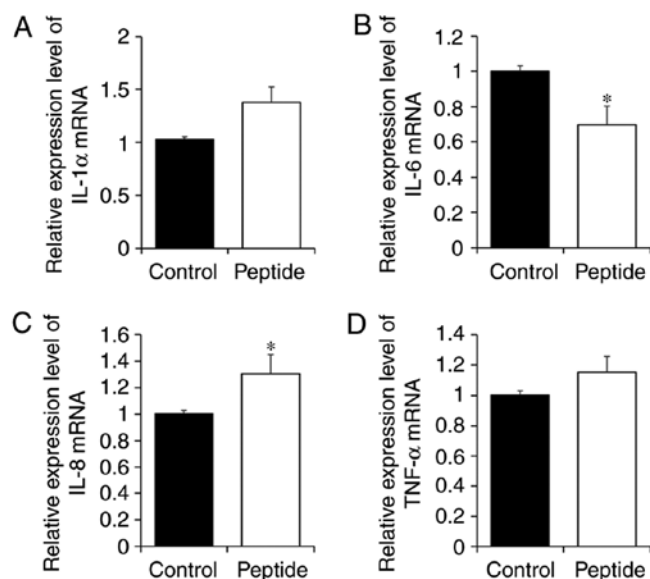 A
Relative expression level of
IL-1α mRNA
2
1.5
1
0.5
0
Control Peptide
B
Relative expression level of
IL-6 mRNA
1.2
1
0.8
0.6
0.4
0.2
0
*
Control Peptide
C
Relative expression level of
IL-8 mRNA
1.6
1.4
1.2
1
0.8
0.6
0.4
0.2
0
*
Control Peptide
D
Relative expression level of
TNF-α mRNA
1.4
1.2
1
0.8
0.6
0.4
0.2
0
Control Peptide